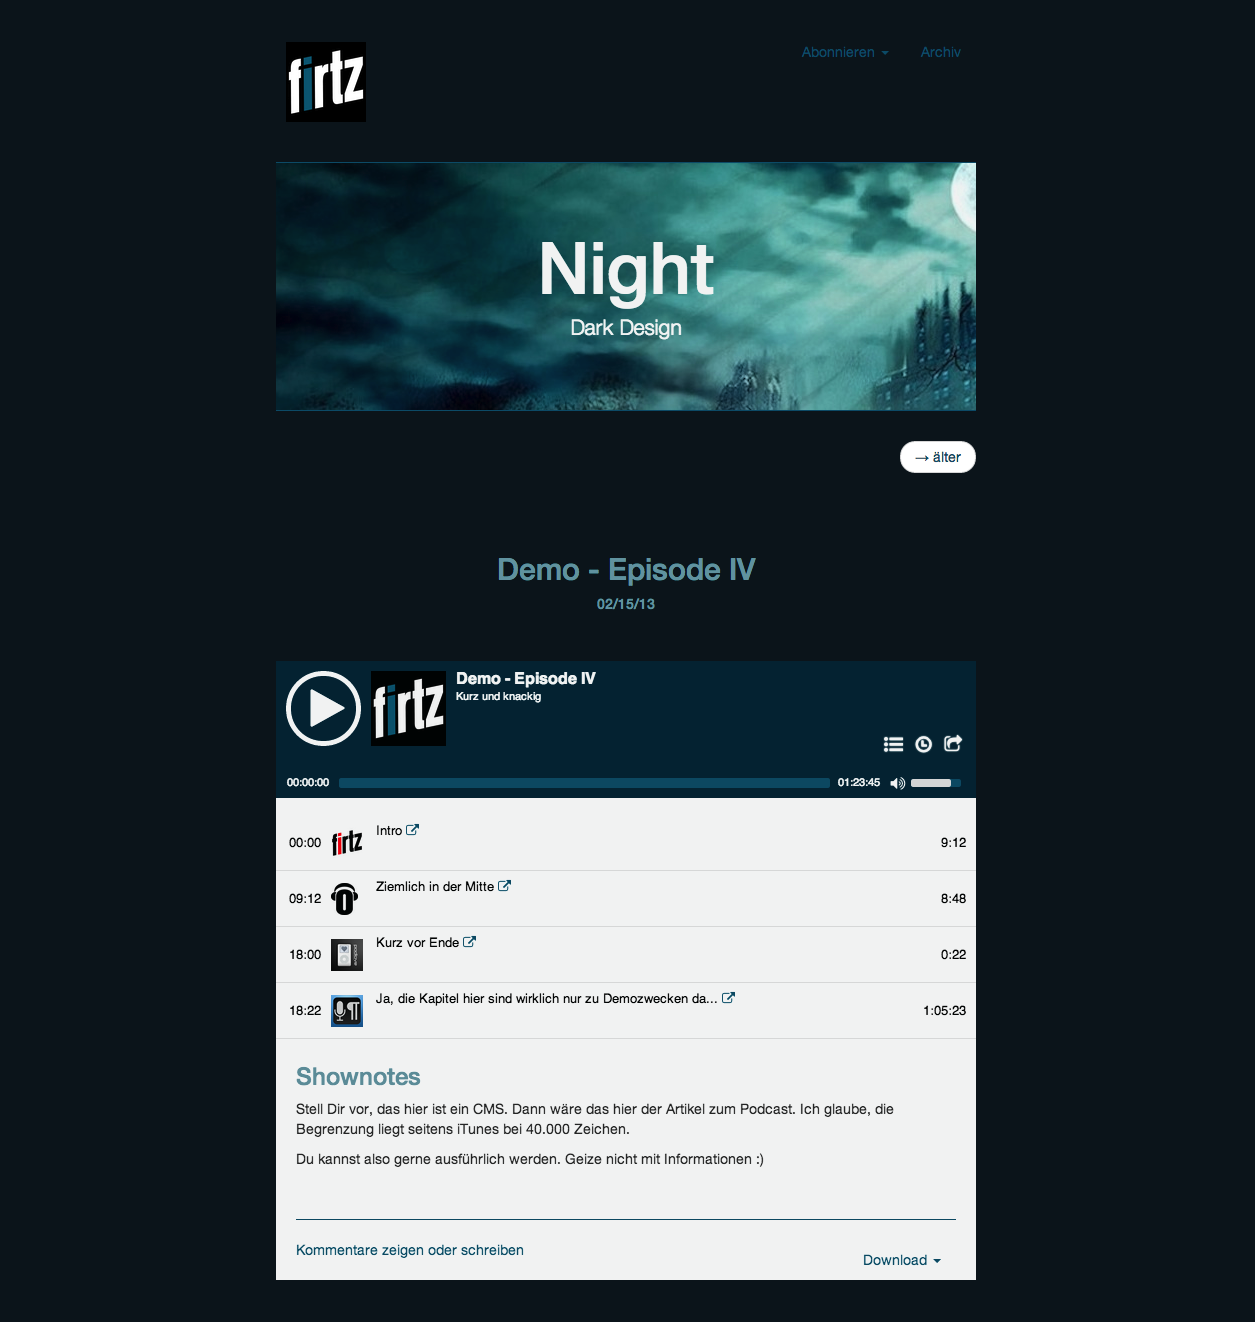 firtz
Abonnieren
Archiv
Night
Dark Design
→ älter
Demo - Episode IV
02/15/13
firtz
Demo - Episode IV
Kurz und knackig
00:00:00
01:23:45
00:00 firtz Intro 9:12
09:12 Ziemlich in der Mitte 8:48
18:00 Kurz vor Ende 0:22
18:22 Ja, die Kapitel hier sind wirklich nur zu Demozwecken da... 1:05:23
Shownotes
Stell Dir vor, das hier ist ein CMS. Dann wäre das hier der Artikel zum Podcast. Ich glaube, die
Begrenzung liegt seitens iTunes bei 40.000 Zeichen.
Du kannst also gerne ausführlich werden. Geize nicht mit Informationen :)
Kommentare zeigen oder schreiben
Download